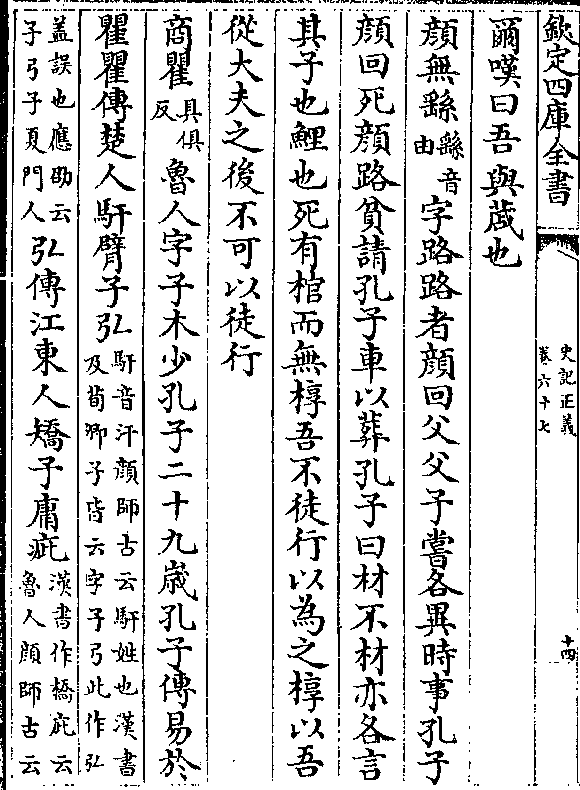 欽定四庫全書
史記正義
卷六十七
十四
爾嘆曰吾與蒧也
顔無繇繇音由字路路者顔回父父子嘗各異時事孔子
顔回死顔路貧請孔子車以葬孔子曰材不材亦各言
其子也鯉也死有棺而無椁吾不徒行以為之椁以吾
從大夫之後不可以徒行
商瞿具俱反魯人字子木少孔子二十九歲孔子傳易於
瞿瞿傳楚人馯臂子弘馯音汗顔師古云馯姓也漢書及荀卿子皆云字子弓此作弘
蓋誤也應劭云子弓子夏門人弘傳江東人矯子庸疵漢書作橋庇云魯人顔師古云